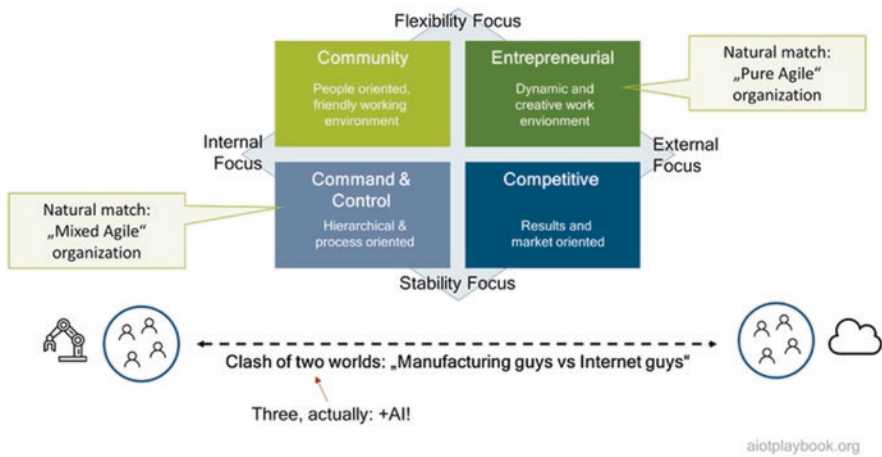 Flexibility Focus
Community
People oriented,
friendly working
environment
Entrepreneurial
Dynamic and
creative work
envionment
Natural match:
„Pure Agile"
organization
Internal
Focus
External
Focus
Natural match:
„Mixed Agile"
organization
Command &
Control
Hierarchical &
process oriented
Competitive
Results and
market oriented
Stability Focus
Clash of two worlds: „Manufacturing guys vs Internet guys"
Three, actually: +AI!
aiotplaybook.org